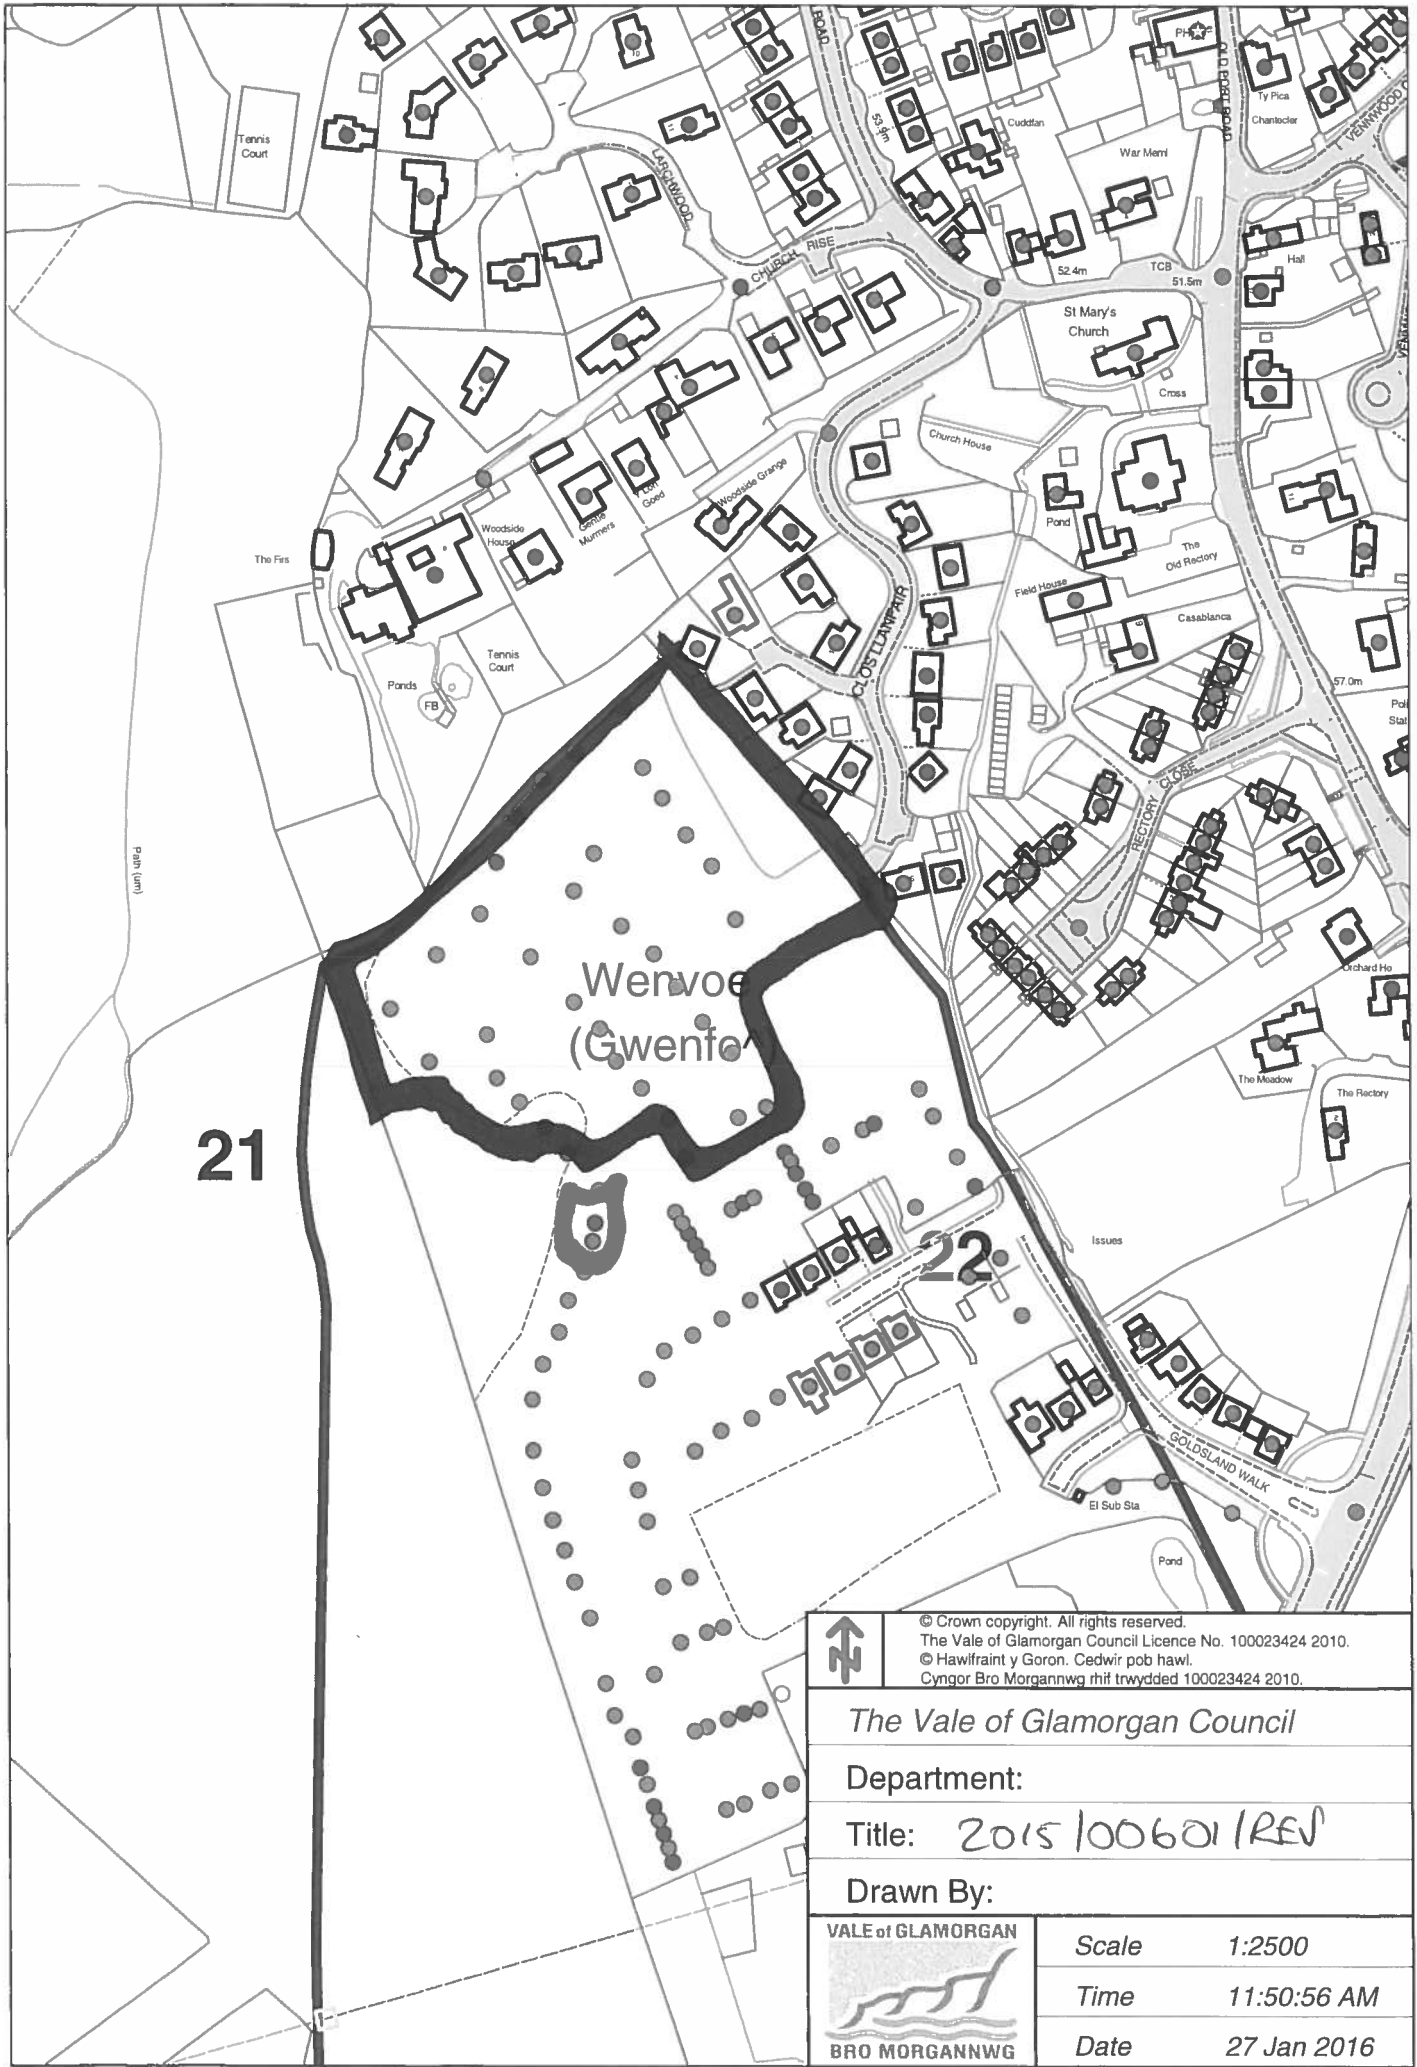 ROAD
PH
OLD PORT ROAD
Ty Pica
Chantecler
VENNWOOD
Tennis
Court
53.9m
Cuddfan
War Meml
LARCHWOOD
CHURCH RISE
52.4m
TCB
51.5m
Hall
St Mary's
Church
Cross
Church House
Woodside Grange
Y Lon
Goed
Gentle
Murmers
Woodside
House
The Firs
Pond
The
Old Rectory
Field House
Casablanca
CLOS LLANFAIR
Tennis
Court
Ponds
FB
57.0m
Pol
Stat
RECTORY CLOSE
Path (um)
Orchard Ho
Wenvoe
(Gwenfo^)
The Meadow
The Rectory
21
22
Issues
GOLDSLAND WALK
El Sub Sta
Pond
N
© Crown copyright. All rights reserved.
The Vale of Glamorgan Council Licence No. 100023424 2010.
© Hawlfraint y Goron. Cedwir pob hawl.
Cyngor Bro Morgannwg rhif trwydded 100023424 2010.
The Vale of Glamorgan Council
Department:
Title: 2015/00601/REV
Drawn By:
VALE of GLAMORGAN
BRO MORGANNWG
Scale 1:2500
Time 11:50:56 AM
Date 27 Jan 2016